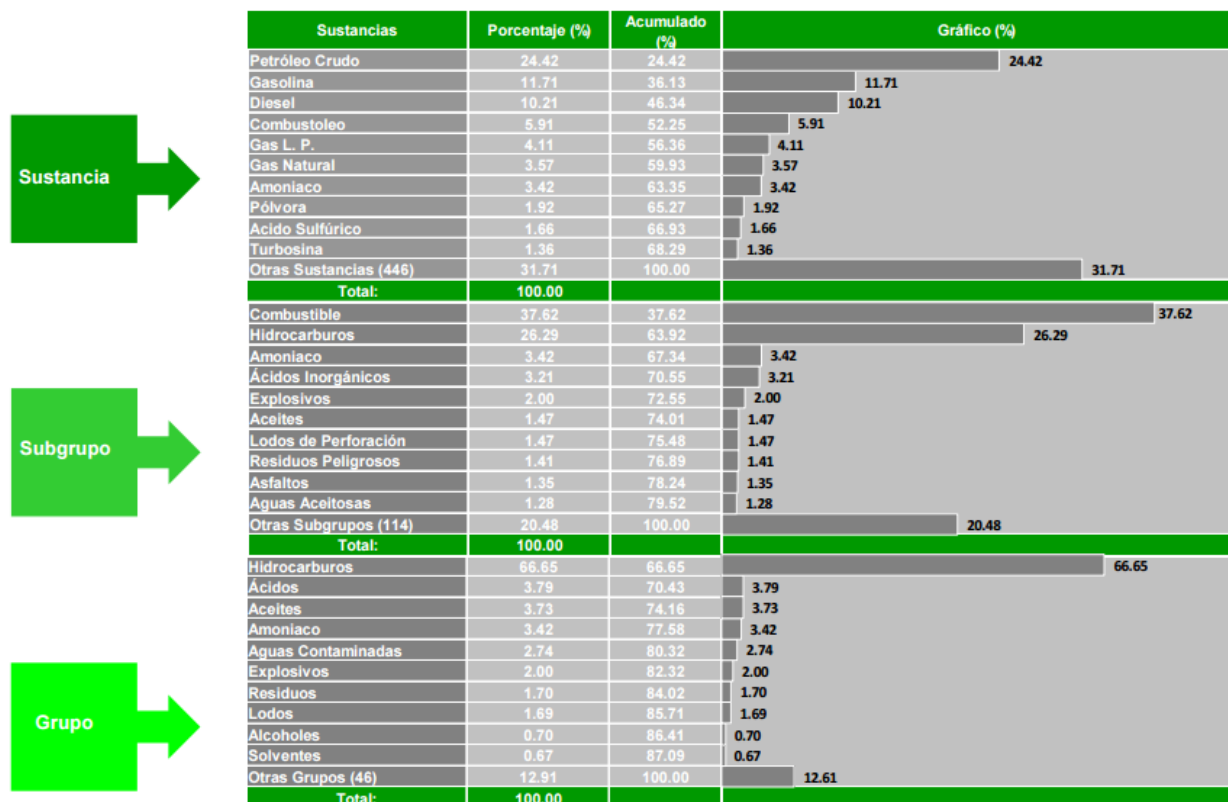 Sustancias Porcentaje (%) Acumulado (%) Gráfico (%)
Sustancia
Petróleo Crudo 24.42 24.42 24.42
Gasolina 11.71 36.13 11.71
Diesel 10.21 46.34 10.21
Combustoleo 5.91 52.25 5.91
Gas L. P. 4.11 56.36 4.11
Gas Natural 3.57 59.93 3.57
Amoniaco 3.42 63.35 3.42
Pólvora 1.92 65.27 1.92
Acido Sulfúrico 1.66 66.93 1.66
Turbosina 1.36 68.29 1.36
Otras Sustancias (446) 31.71 100.00 31.71
Total: 100.00
Subgrupo
Combustible 37.62 37.62 37.62
Hidrocarburos 26.29 63.92 26.29
Amoniaco 3.42 67.34 3.42
Ácidos Inorgánicos 3.21 70.55 3.21
Explosivos 2.00 72.55 2.00
Aceites 1.47 74.01 1.47
Lodos de Perforación 1.47 75.48 1.47
Residuos Peligrosos 1.41 76.89 1.41
Asfaltos 1.35 78.24 1.35
Aguas Aceitosas 1.28 79.52 1.28
Otras Subgrupos (114) 20.48 100.00 20.48
Total: 100.00
Grupo
Hidrocarburos 66.65 66.65 66.65
Ácidos 3.79 70.43 3.79
Aceites 3.73 74.16 3.73
Amoniaco 3.42 77.58 3.42
Aguas Contaminadas 2.74 80.32 2.74
Explosivos 2.00 82.32 2.00
Residuos 1.70 84.02 1.70
Lodos 1.69 85.71 1.69
Alcoholes 0.70 86.41 0.70
Solventes 0.67 87.09 0.67
Otras Grupos (46) 12.91 100.00 12.61
Total: 100.00